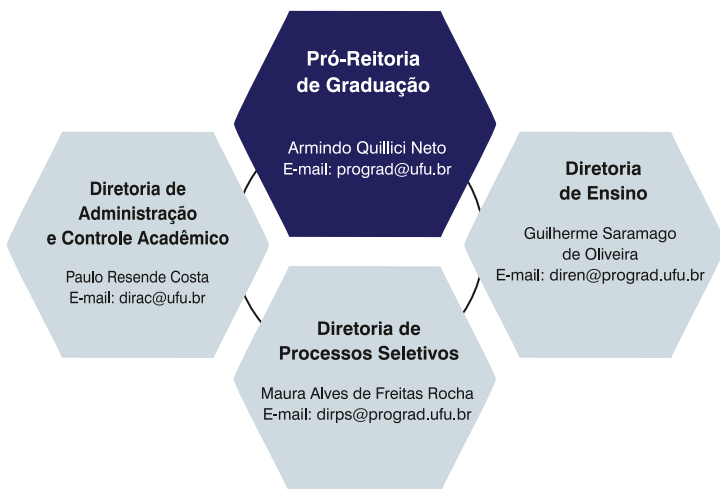 Pró-Reitoria
de Graduação
Armindo Quillici Neto
E-mail: prograd@ufu.br
Diretoria de
Administração
e Controle Acadêmico
Paulo Resende Costa
E-mail: dirac@ufu.br
Diretoria
de Ensino
Guilherme Saramago
de Oliveira
E-mail: diren@prograd.ufu.br
Diretoria de
Processos Seletivos
Maura Alves de Freitas Rocha
E-mail: dirps@prograd.ufu.br